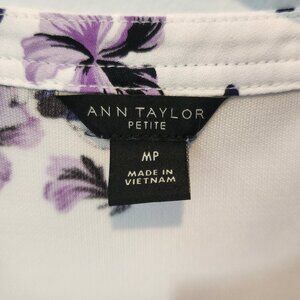 ANN TAYLOR
PETITE
MP
MADE IN
VIETNAM